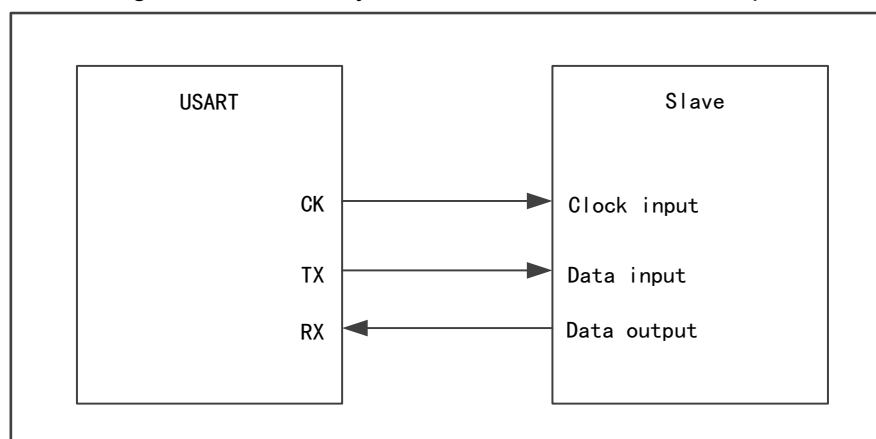 USART Slave
CK Clock input
TX Data input
RX Data output